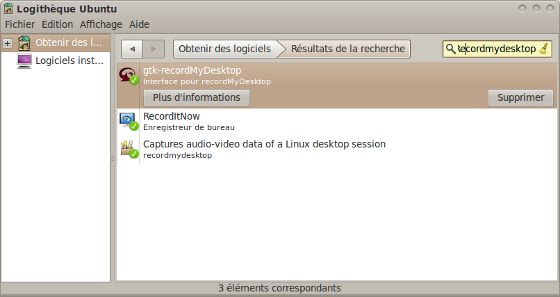 Logithèque Ubuntu
Fichier Edition Affichage Aide
Obtenir des l...
Logiciels inst...
Obtenir des logiciels
Résultats de la recherche
recordmydesktop
gtk-recordMyDesktop
Interface pour recordMyDesktop
Plus d'informations
Supprimer
RecordItNow
Enregistreur de bureau
Captures audio-video data of a Linux desktop session
recordmydesktop
3 éléments correspondants